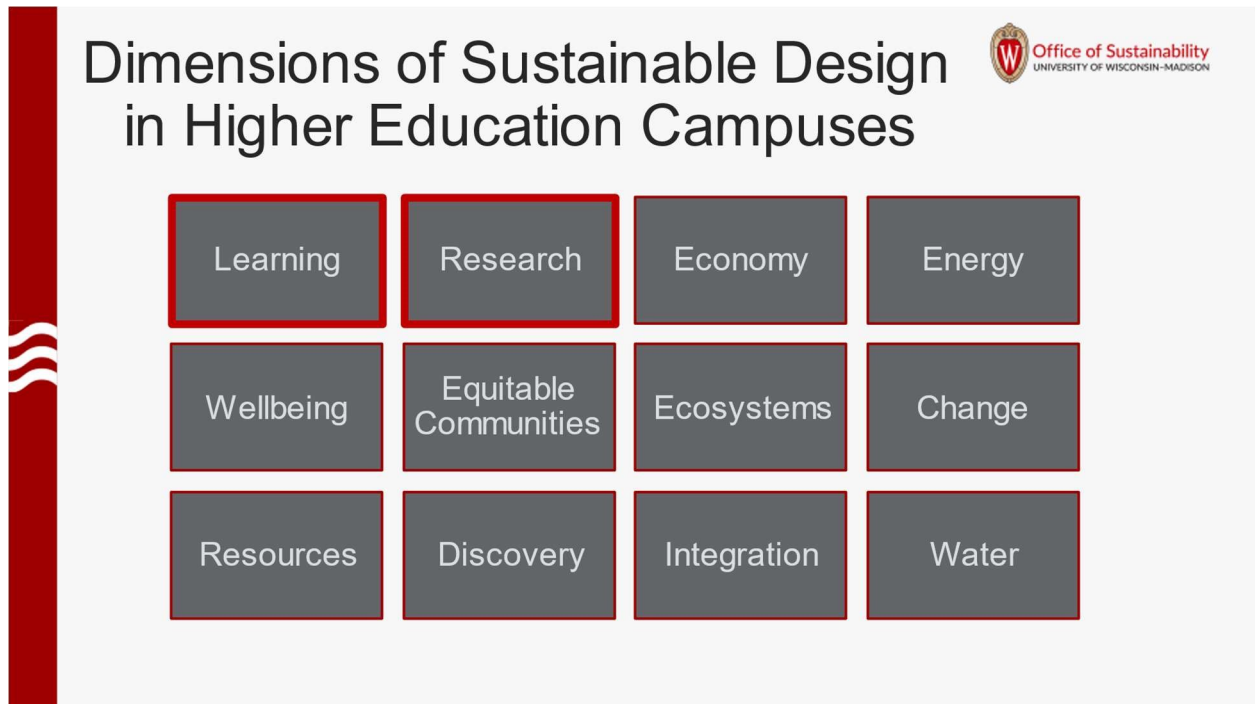 Dimensions of Sustainable Design
in Higher Education Campuses
W
Office of Sustainability
UNIVERSITY OF WISCONSIN-MADISON
Learning
Research
Economy
Energy
Wellbeing
Equitable
Communities
Ecosystems
Change
Resources
Discovery
Integration
Water